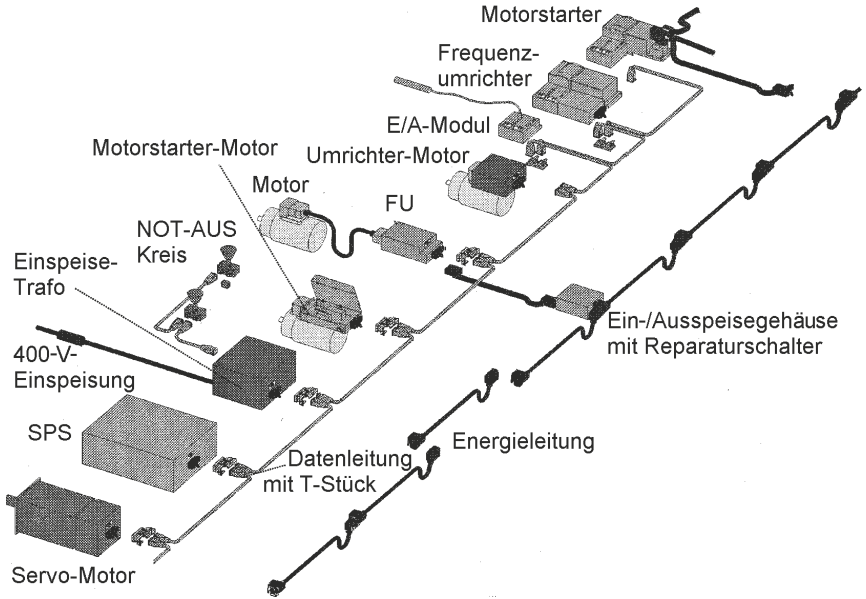 Motorstarter
Frequenz-
umrichter
E/A-Modul
Motorstarter-Motor
Umrichter-Motor
Motor
FU
NOT-AUS
Kreis
Einspeise-
Trafo
400-V-
Einspeisung
Ein-/Ausspeisegehäuse
mit Reparaturschalter
SPS
Energieleitung
Datenleitung
mit T-Stück
Servo-Motor